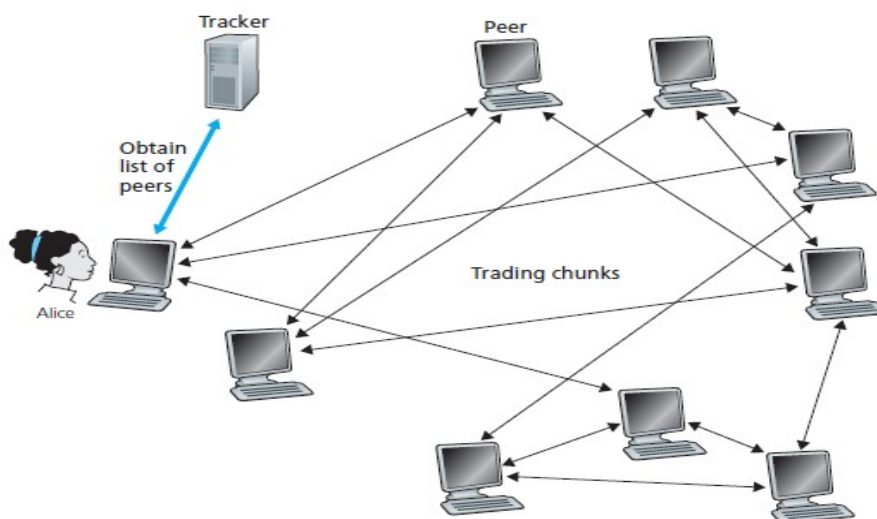 Tracker
Peer
Obtain
list of
peers
Trading chunks
Alice